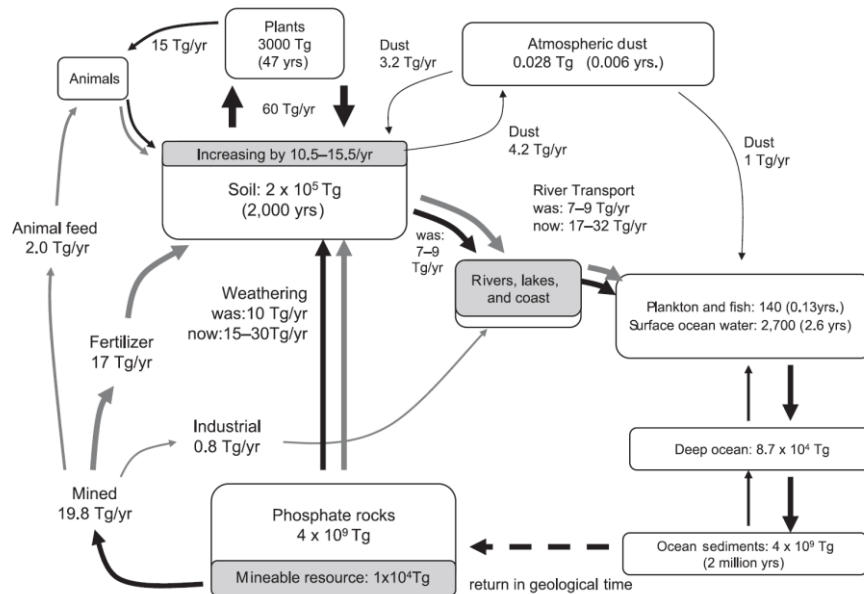 15 Tg/yr
Plants
3000 Tg
(47 yrs)
Animals
60 Tg/yr
Dust
3.2 Tg/yr
Atmospheric dust
0.028 Tg (0.006 yrs.)
Dust
4.2 Tg/yr
Dust
1 Tg/yr
Increasing by 10.5–15.5/yr
Soil: 2 x 10⁵ Tg
(2,000 yrs)
River Transport
was: 7–9 Tg/yr
now: 17–32 Tg/yr
was:
7–9
Tg/yr
Animal feed
2.0 Tg/yr
Rivers, lakes,
and coast
Weathering
was:10 Tg/yr
now:15–30Tg/yr
Plankton and fish: 140 (0.13yrs.)
Surface ocean water: 2,700 (2.6 yrs)
Fertilizer
17 Tg/yr
Industrial
0.8 Tg/yr
Deep ocean: 8.7 x 10⁴ Tg
Mined
19.8 Tg/yr
Phosphate rocks
4 x 10⁹ Tg
Mineable resource: 1x10⁴Tg
Ocean sediments: 4 x 10⁹ Tg
(2 million yrs)
return in geological time